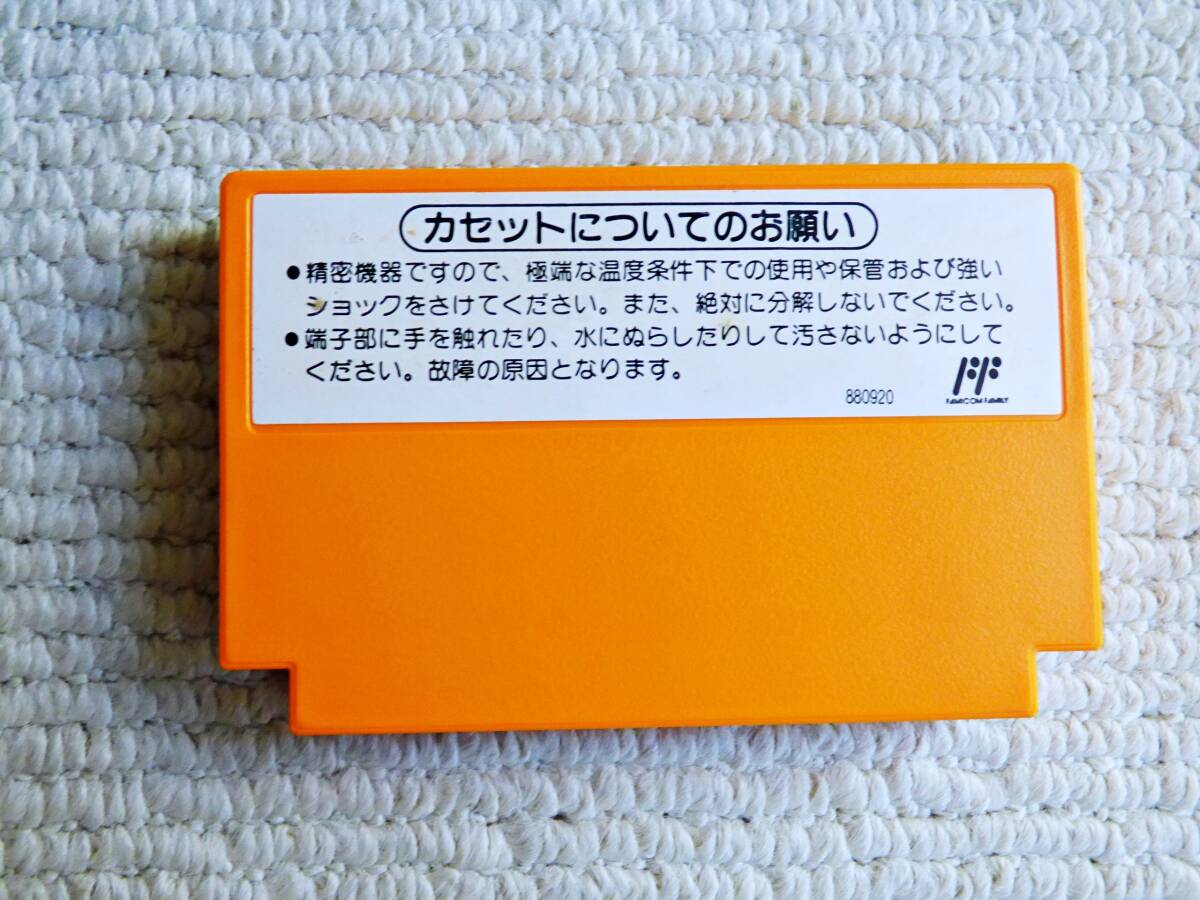 カセットについてのお願い
●精密機器ですので、極端な温度条件下での使用や保管および強い
ショックをさけてください。また、絶対に分解しないでください。
●端子部に手を触れたり、水にぬらしたりして汚さないようにして
ください。故障の原因となります。
880920
FAMICOM FAMILY